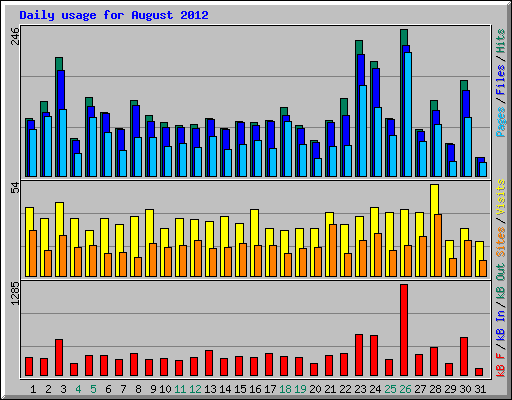 Daily usage for August 2012
246
Pages / Files / Hits
54
Sites / Visits
1285
kB F / kB In / kB Out
1 2 3 4 5 6 7 8 9 10 11 12 13 14 15 16 17 18 19 20 21 22 23 24 25 26 27 28 29 30 31